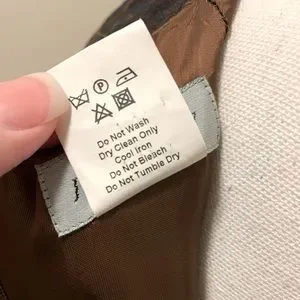 P
Do Not Wash
Dry Clean Only
Cool Iron
Do Not Bleach
Do Not Tumble Dry